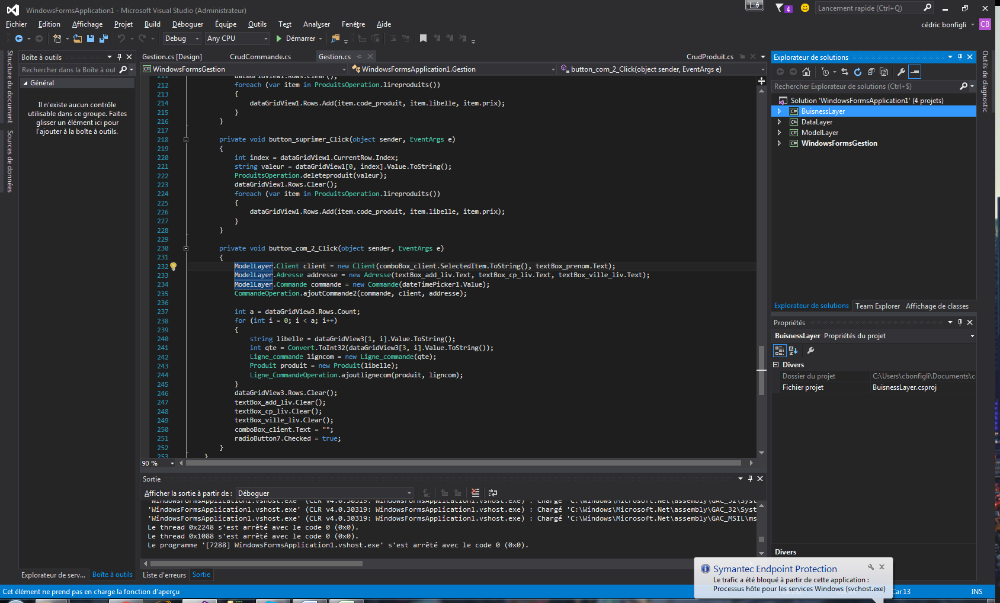 WindowsFormsApplication1 - Microsoft Visual Studio (Administrateur)
4
Lancement rapide (Ctrl+Q)
Fichier Edition Affichage Projet Build Déboguer Équipe Outils Test Analyser Fenêtre Aide
cédric bonfigli CB
Debug Any CPU Démarrer
Structure du document
Sources de données
Boîte à outils
Rechercher dans la Boîte à out
Général
Il n'existe aucun contrôle
utilisable dans ce groupe. Faites
glisser un élément ici pour
l'ajouter à la boîte à outils.
Explorateur de serv... Boîte à outils
Gestion.cs [Design] CrudCommande.cs Gestion.cs CrudProduit.cs
WindowsFormsGestion WindowsFormsApplication1.Gestion button_com_2_Click(object sender, EventArgs e)
211 dataGridView1.Rows.Clear();
212 foreach (var item in ProduitsOperation.lireproduits())
213 {
214 dataGridView1.Rows.Add(item.code_produit, item.libelle, item.prix);
215 }
216 }
217
218 private void button_suprimer_Click(object sender, EventArgs e)
219 {
220 int index = dataGridView1.CurrentRow.Index;
221 string valeur = dataGridView1[0, index].Value.ToString();
222 ProduitsOperation.deleteproduit(valeur);
223 dataGridView1.Rows.Clear();
224 foreach (var item in ProduitsOperation.lireproduits())
225 {
226 dataGridView1.Rows.Add(item.code_produit, item.libelle, item.prix);
227 }
228 }
229
230 private void button_com_2_Click(object sender, EventArgs e)
231 {
232 ModelLayer.Client client = new Client(comboBox_client.SelectedItem.ToString(), textBox_prenom.Text);
233 ModelLayer.Adresse addresse = new Adresse(textBox_add_liv.Text, textBox_cp_liv.Text, textBox_ville_liv.Text);
234 ModelLayer.Commande commande = new Commande(dateTimePicker1.Value);
235 CommandeOperation.ajoutCommande2(commande, client, addresse);
236
237 int a = dataGridView3.Rows.Count;
238 for (int i = 0; i < a; i++)
239 {
240 string libelle = dataGridView3[1, i].Value.ToString();
241 int qte = Convert.ToInt32(dataGridView3[3, i].Value.ToString());
242 Ligne_commande ligncom = new Ligne_commande(qte);
243 Produit produit = new Produit(libelle);
244 Ligne_CommandeOperation.ajoutlignecom(produit, ligncom);
245 }
246 dataGridView3.Rows.Clear();
247 textBox_add_liv.Clear();
248 textBox_cp_liv.Clear();
249 textBox_ville_liv.Clear();
250 comboBox_client.Text = "";
251 radioButton7.Checked = true;
252 }
253 }
90 %
Sortie
Afficher la sortie à partir de : Déboguer
'WindowsFormsApplication1.vshost.exe' (CLR v4.0.30319: WindowsFormsApplication1.vshost.exe) : Chargé 'C:\Windows\Microsoft.Net\assembly\GAC_32\Syst
'WindowsFormsApplication1.vshost.exe' (CLR v4.0.30319: WindowsFormsApplication1.vshost.exe) : Chargé 'C:\Windows\Microsoft.Net\assembly\GAC_32\Syst
'WindowsFormsApplication1.vshost.exe' (CLR v4.0.30319: WindowsFormsApplication1.vshost.exe) : Chargé 'C:\Windows\Microsoft.Net\assembly\GAC_MSIL\ms
Le thread 0x2248 s'est arrêté avec le code 0 (0x0).
Le thread 0x1088 s'est arrêté avec le code 0 (0x0).
Le programme '[7288] WindowsFormsApplication1.vshost.exe' s'est arrêté avec le code 0 (0x0).
Liste d'erreurs Sortie
Explorateur de solutions
Rechercher Explorateur de solutions (Ctrl+$)
Solution 'WindowsFormsApplication1' (4 projets)
BuisnessLayer
DataLayer
ModelLayer
WindowsFormsGestion
Explorateur de solutions Team Explorer Affichage de classes
Propriétés
BuisnessLayer Propriétés du projet
Divers
Dossier du projet C:\Users\cbonfigli\Documents\c
Fichier projet BuisnessLayer.csproj
Divers
Outils de diagnostic
Symantec Endpoint Protection
Le trafic a été bloqué à partir de cette application :
Processus hôte pour les services Windows (svchost.exe)
Cet élément ne prend pas en charge la fonction d'aperçu
Car 13 INS